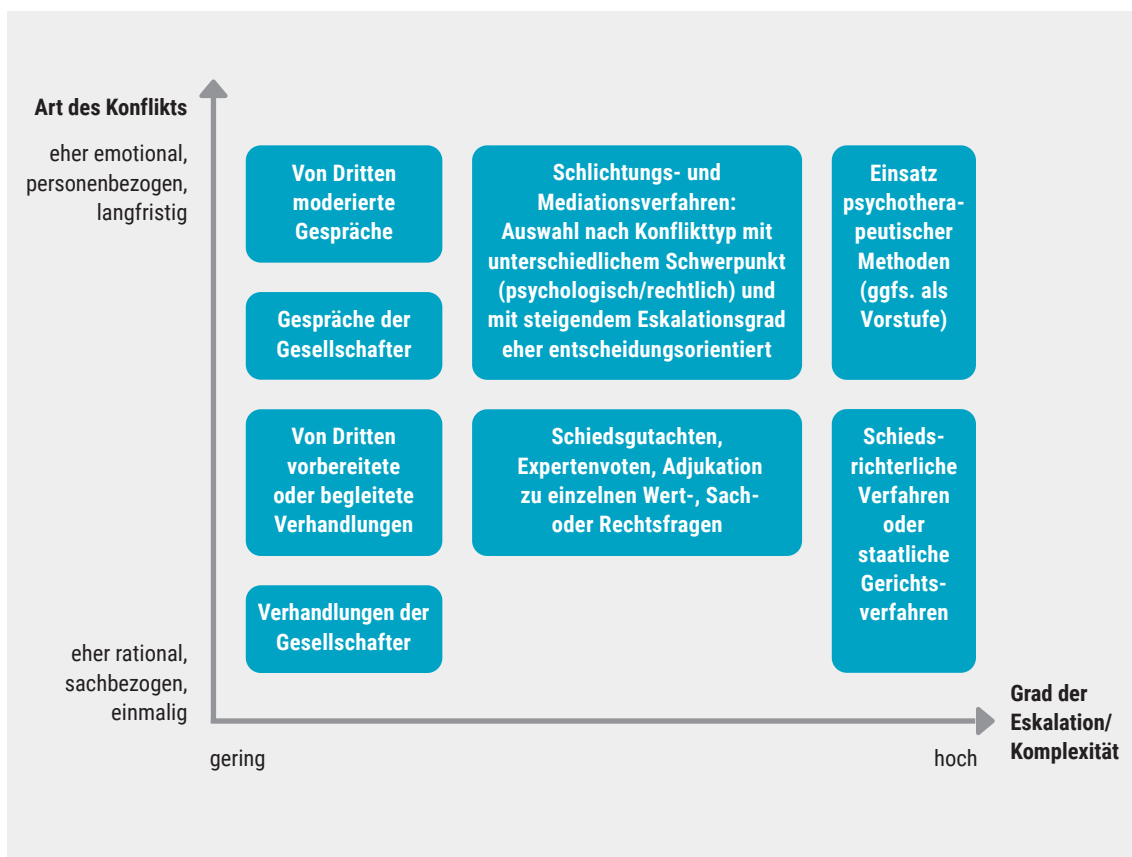 Art des Konflikts
eher emotional,
personenbezogen,
langfristig
Von Dritten
moderierte
Gespräche
Schlichtungs- und
Mediationsverfahren:
Auswahl nach Konflikttyp mit
unterschiedlichem Schwerpunkt
(psychologisch/rechtlich) und
mit steigendem Eskalationsgrad
eher entscheidungsorientiert
Einsatz
psychothera-
peutischer
Methoden
(ggfs. als
Vorstufe)
Gespräche der
Gesellschafter
Von Dritten
vorbereitete
oder begleitete
Verhandlungen
Schiedsgutachten,
Expertenvoten, Adjukation
zu einzelnen Wert-, Sach-
oder Rechtsfragen
Schieds-
richterliche
Verfahren
oder
staatliche
Gerichts-
verfahren
Verhandlungen der
Gesellschafter
eher rational,
sachbezogen,
einmalig
gering
hoch
Grad der
Eskalation/
Komplexität